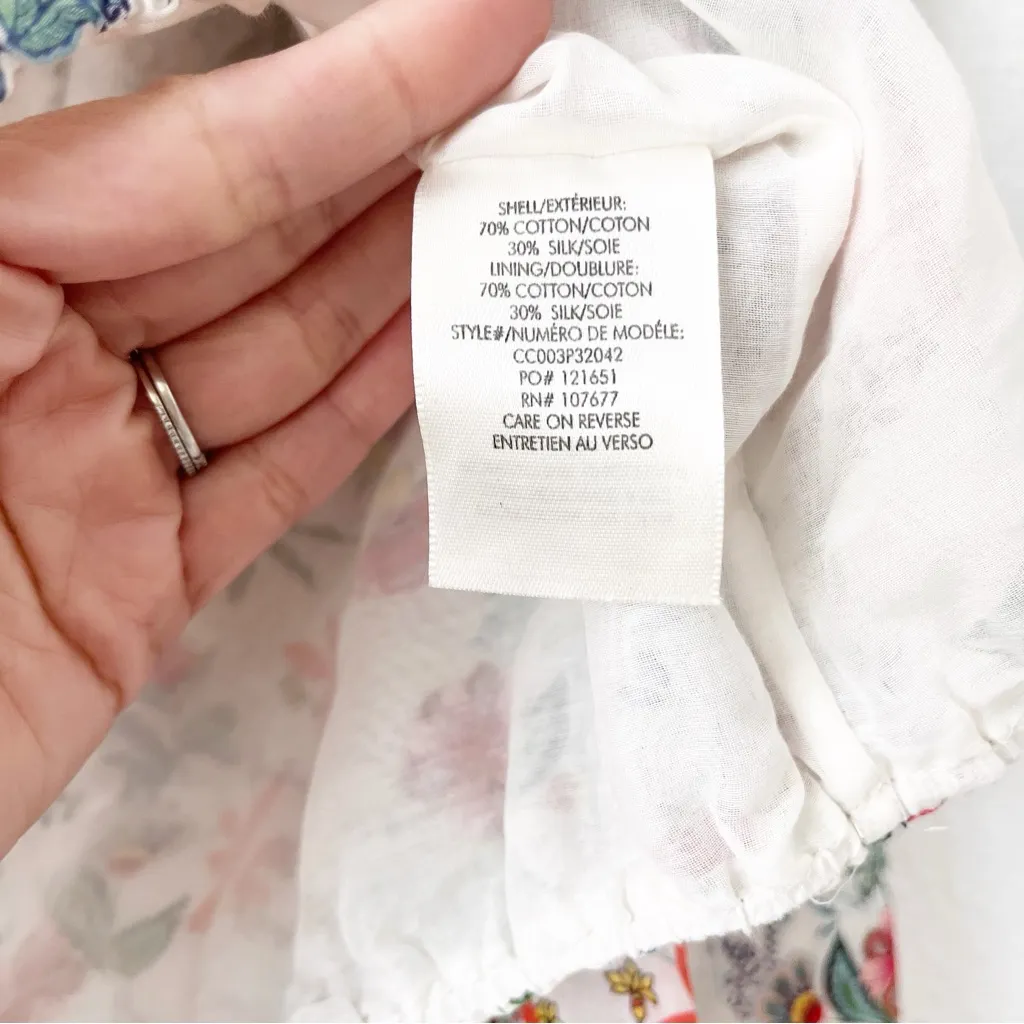 SHELL/EXTÉRIEUR:
70% COTTON/COTON
30% SILK/SOIE
LINING/DOUBLURE:
70% COTTON/COTON
30% SILK/SOIE
STYLE#/NUMÉRO DE MODÉLE:
CC003P32042
PO# 121651
RN# 107677
CARE ON REVERSE
ENTRETIEN AU VERSO